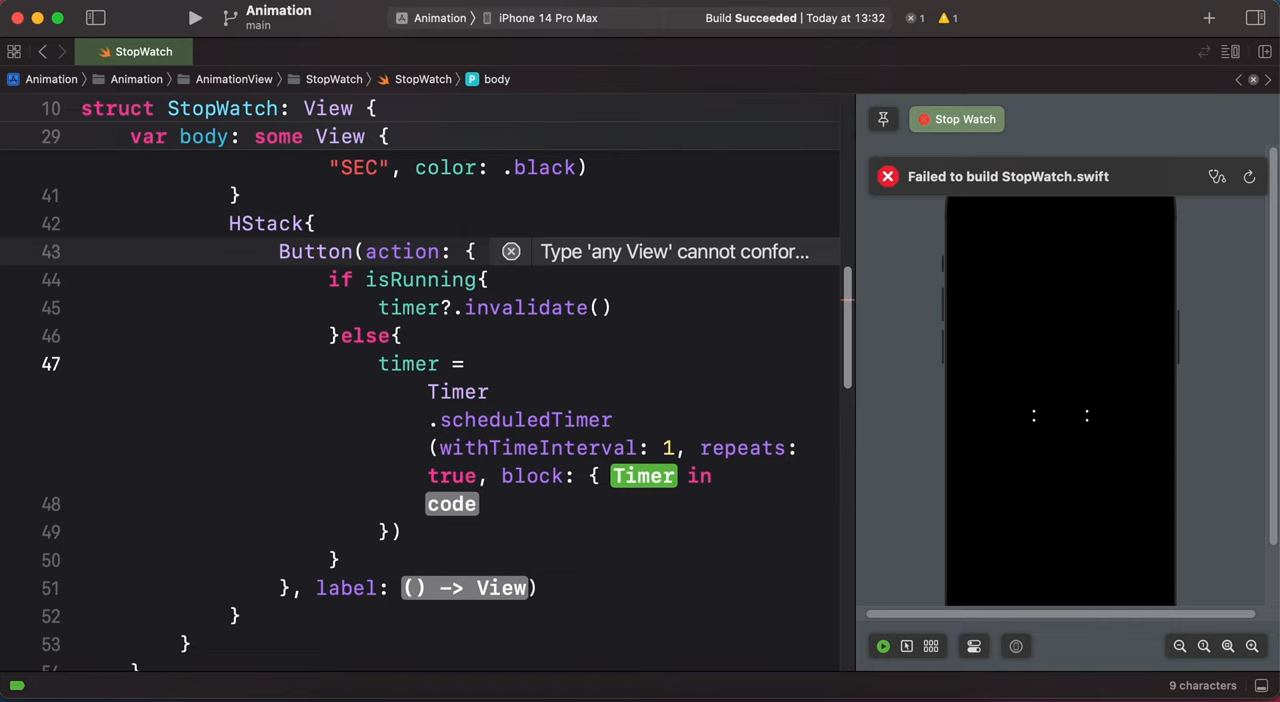 Animation
main
Animation 〉 iPhone 14 Pro Max
Build Succeeded | Today at 13:32
1
1
StopWatch
Animation 〉 Animation 〉 AnimationView 〉 StopWatch 〉 StopWatch 〉 P body
10 struct StopWatch: View {
29 var body: some View {
"SEC", color: .black)
41 }
42 HStack{
43 Button(action: { Type 'any View' cannot confor...
44 if isRunning{
45 timer?.invalidate()
46 }else{
47 timer =
Timer
.scheduledTimer
(withTimeInterval: 1, repeats:
true, block: { Timer in
48 code
49 })
50 }
51 }, label: () -> View)
52 }
53 }
}
Stop Watch
Failed to build StopWatch.swift
: :
9 characters